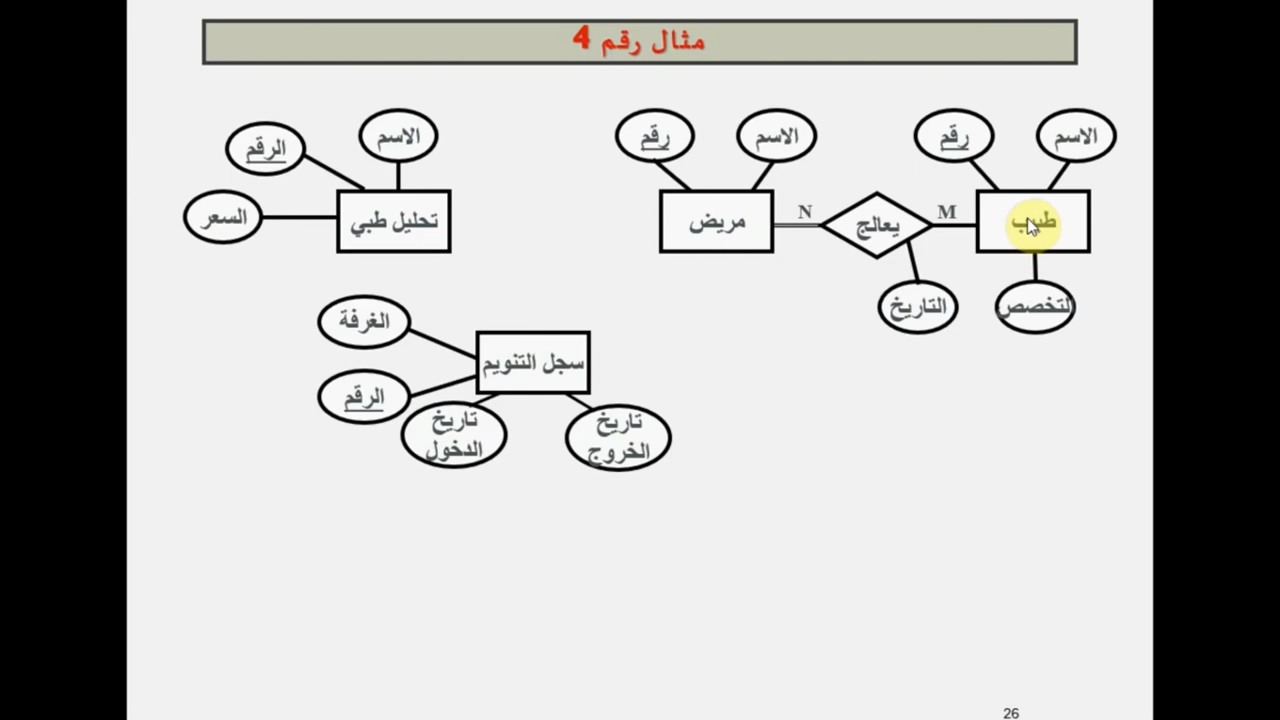 مثال رقم 4
الاسم
رقم
الاسم
رقم
الاسم
الرقم
طبيب
M
يعالج
N
مريض
تحليل طبي
السعر
التخصص
التاريخ
الغرفة
سجل التنويم
الرقم
تاريخ
الخروج
تاريخ
الدخول
26